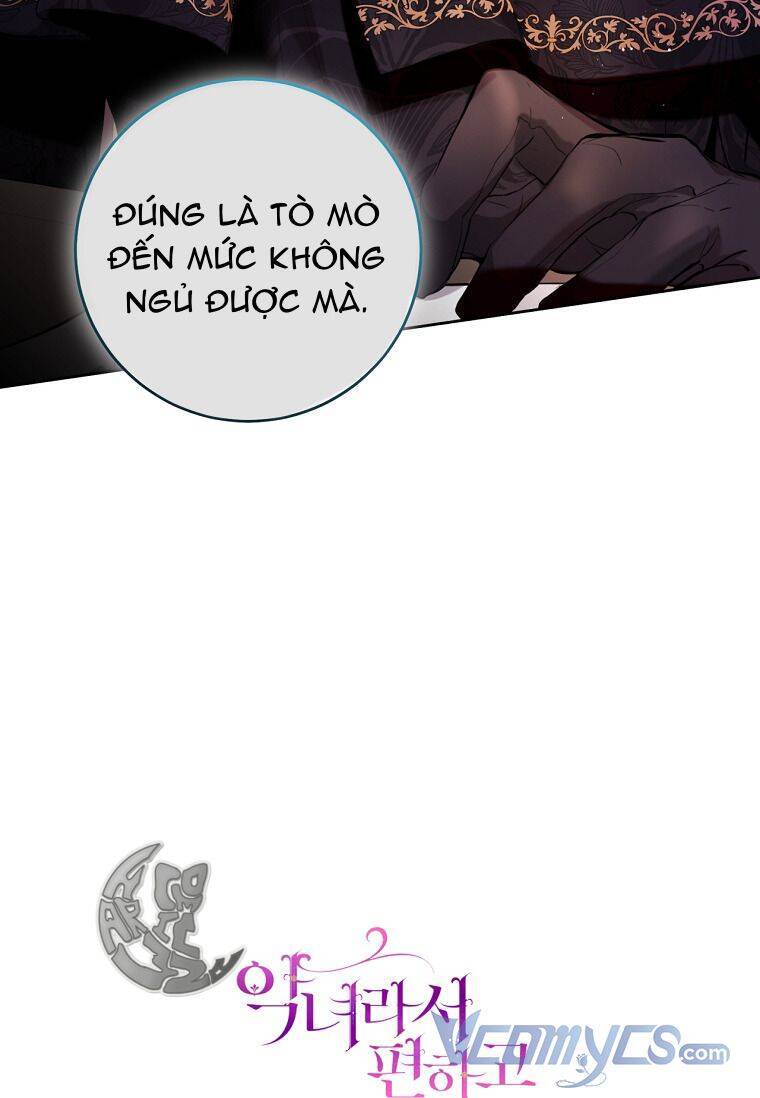 ĐÚNG LÀ TÒ MÒ
ĐẾN MỨC KHÔNG
NGỦ ĐƯỢC MÀ.
악녀라서
편하고
VCOMYCS.com